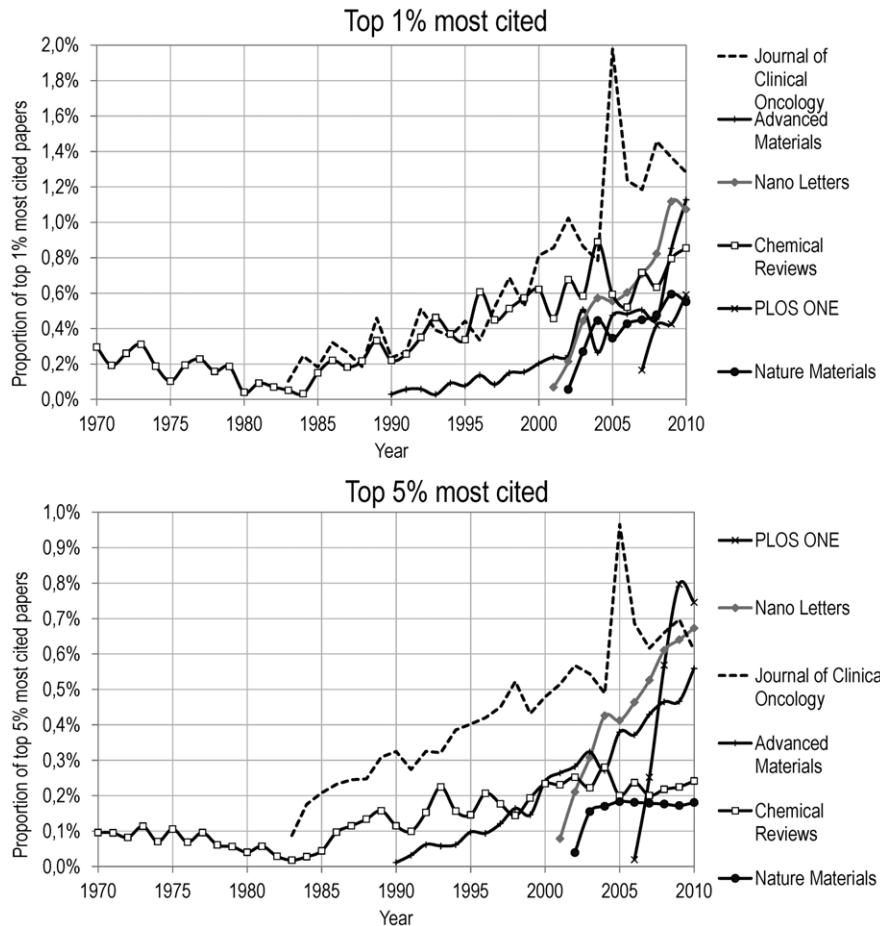 Top 1% most cited
2,0%
1,8%
1,6%
1,4%
1,2%
1,0%
0,8%
0,6%
0,4%
0,2%
0,0%
Proportion of top 1% most cited papers
1970 1975 1980 1985 1990 1995 2000 2005 2010
Year
Journal of
Clinical
Oncology
Advanced
Materials
Nano Letters
Chemical
Reviews
PLOS ONE
Nature Materials
Top 5% most cited
1,0%
0,9%
0,8%
0,7%
0,6%
0,5%
0,4%
0,3%
0,2%
0,1%
0,0%
Proportion of top 5% most cited papers
1970 1975 1980 1985 1990 1995 2000 2005 2010
Year
PLOS ONE
Nano Letters
Journal of Clinical
Oncology
Advanced
Materials
Chemical
Reviews
Nature Materials